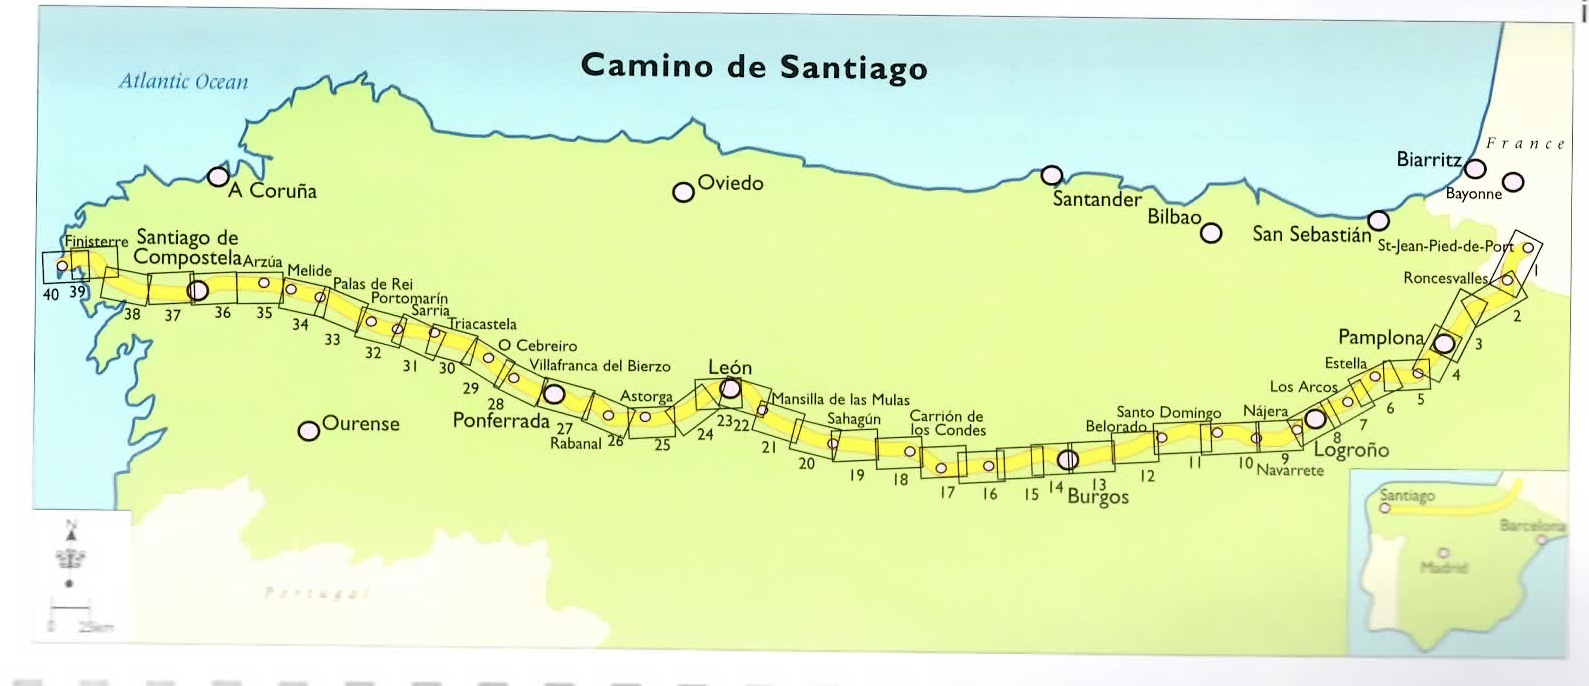 Camino de Santiago
Atlantic Ocean
France
Biarritz
Bayonne
A Coruña
Oviedo
Santander
Bilbao
San Sebastián
St-Jean-Pied-de-Port
Roncesvalles
Finisterre
Santiago de
Compostela
Arzúa
Melide
Palas de Rei
Portomarín
Sarria
Triacastela
O Cebreiro
Villafranca del Bierzo
Ponferrada
Rabanal
Astorga
León
Mansilla de las Mulas
Sahagún
Carrión de
los Condes
Burgos
Belorado
Santo Domingo
Nájera
Navarrete
Logroño
Los Arcos
Estella
Pamplona
Ourense
40 39 38 37 36 35 34 33 32 31 30 29 28 27 26 25 24 23 22 21 20 19 18 17 16 15 14 13 12 11 10 9 8 7 6 5 4 3 2 1
Portugal
N
0 25km
Santiago
Barcelona
Madrid